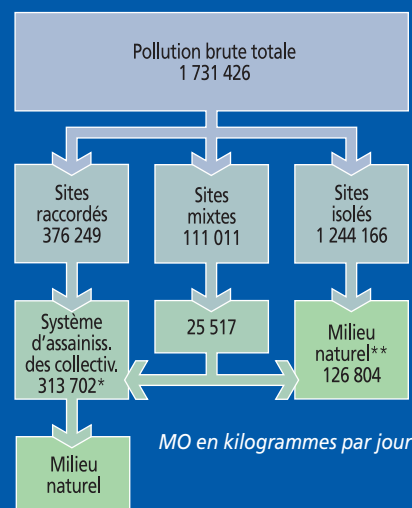 Pollution brute totale
1 731 426
Sites
raccordés
376 249
Sites
mixtes
111 011
Sites
isolés
1 244 166
Système
d'assainiss.
des collectiv.
313 702*
25 517
Milieu
naturel**
126 804
MO en kilogrammes par jour
Milieu
naturel